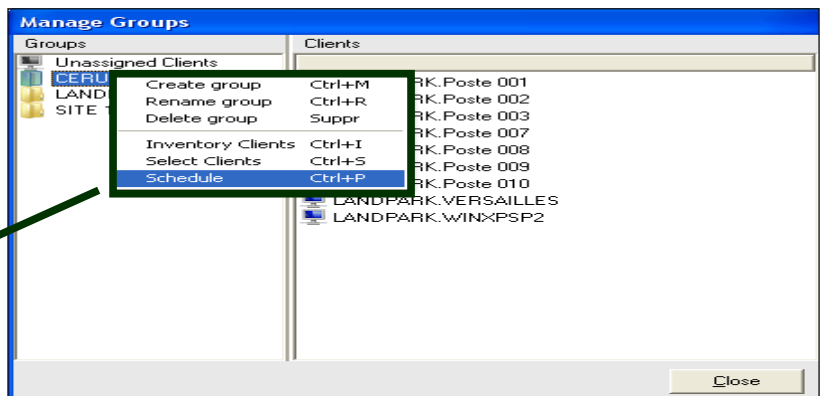 Manage Groups
Groups
Clients
Unassigned Clients
CERU
LAND
SITE
Create group Ctrl+M
Rename group Ctrl+R
Delete group Suppr
Inventory Clients Ctrl+I
Select Clients Ctrl+S
Schedule Ctrl+P
RK.Poste 001
RK.Poste 002
RK.Poste 003
RK.Poste 007
RK.Poste 008
RK.Poste 009
RK.Poste 010
LANDPARK.VERSAILLES
LANDPARK.WINXPSP2
Close